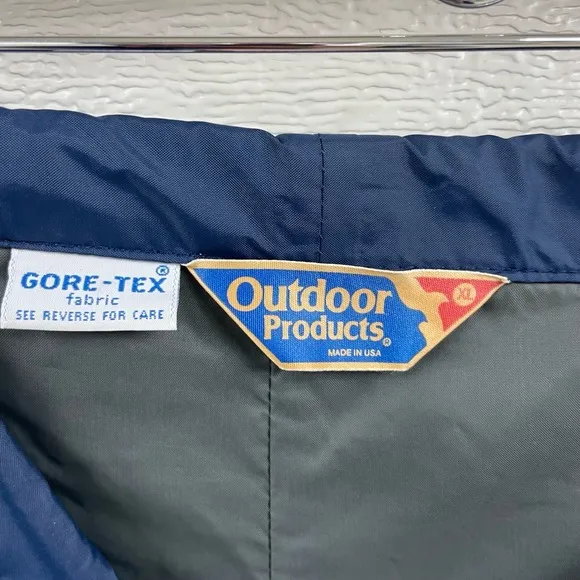 GORE-TEX®
fabric
SEE REVERSE FOR CARE
Outdoor
Products®
MADE IN USA
XL